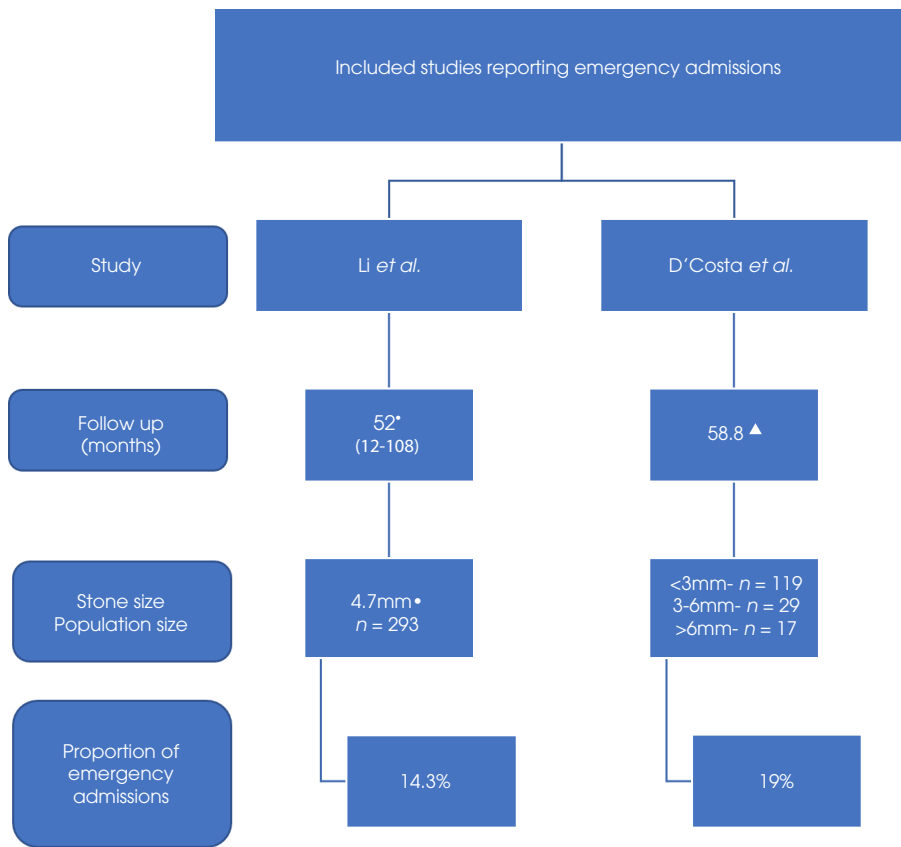 Included studies reporting emergency admissions
Study
Li et al.
D'Costa et al.
Follow up
(months)
52•
(12-108)
58.8 ▲
Stone size
Population size
4.7mm•
n = 293
<3mm- n = 119
3-6mm- n = 29
>6mm- n = 17
Proportion of
emergency
admissions
14.3%
19%